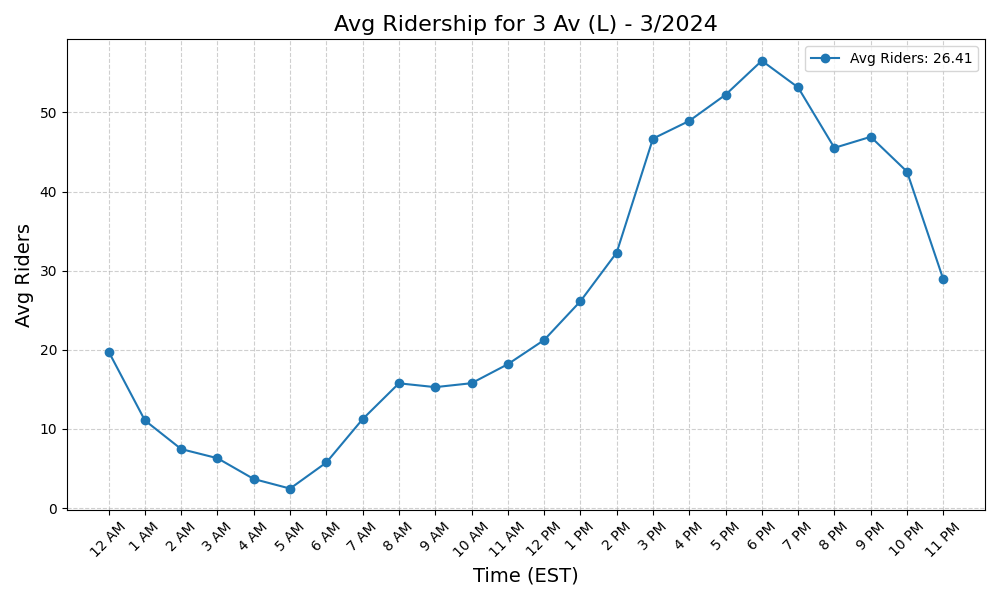 Avg Ridership for 3 Av (L) - 3/2024
Avg Riders: 26.41
Avg Riders
50
40
30
20
10
0
12 AM
1 AM
2 AM
3 AM
4 AM
5 AM
6 AM
7 AM
8 AM
9 AM
10 AM
11 AM
12 PM
1 PM
2 PM
3 PM
4 PM
5 PM
6 PM
7 PM
8 PM
9 PM
10 PM
11 PM
Time (EST)